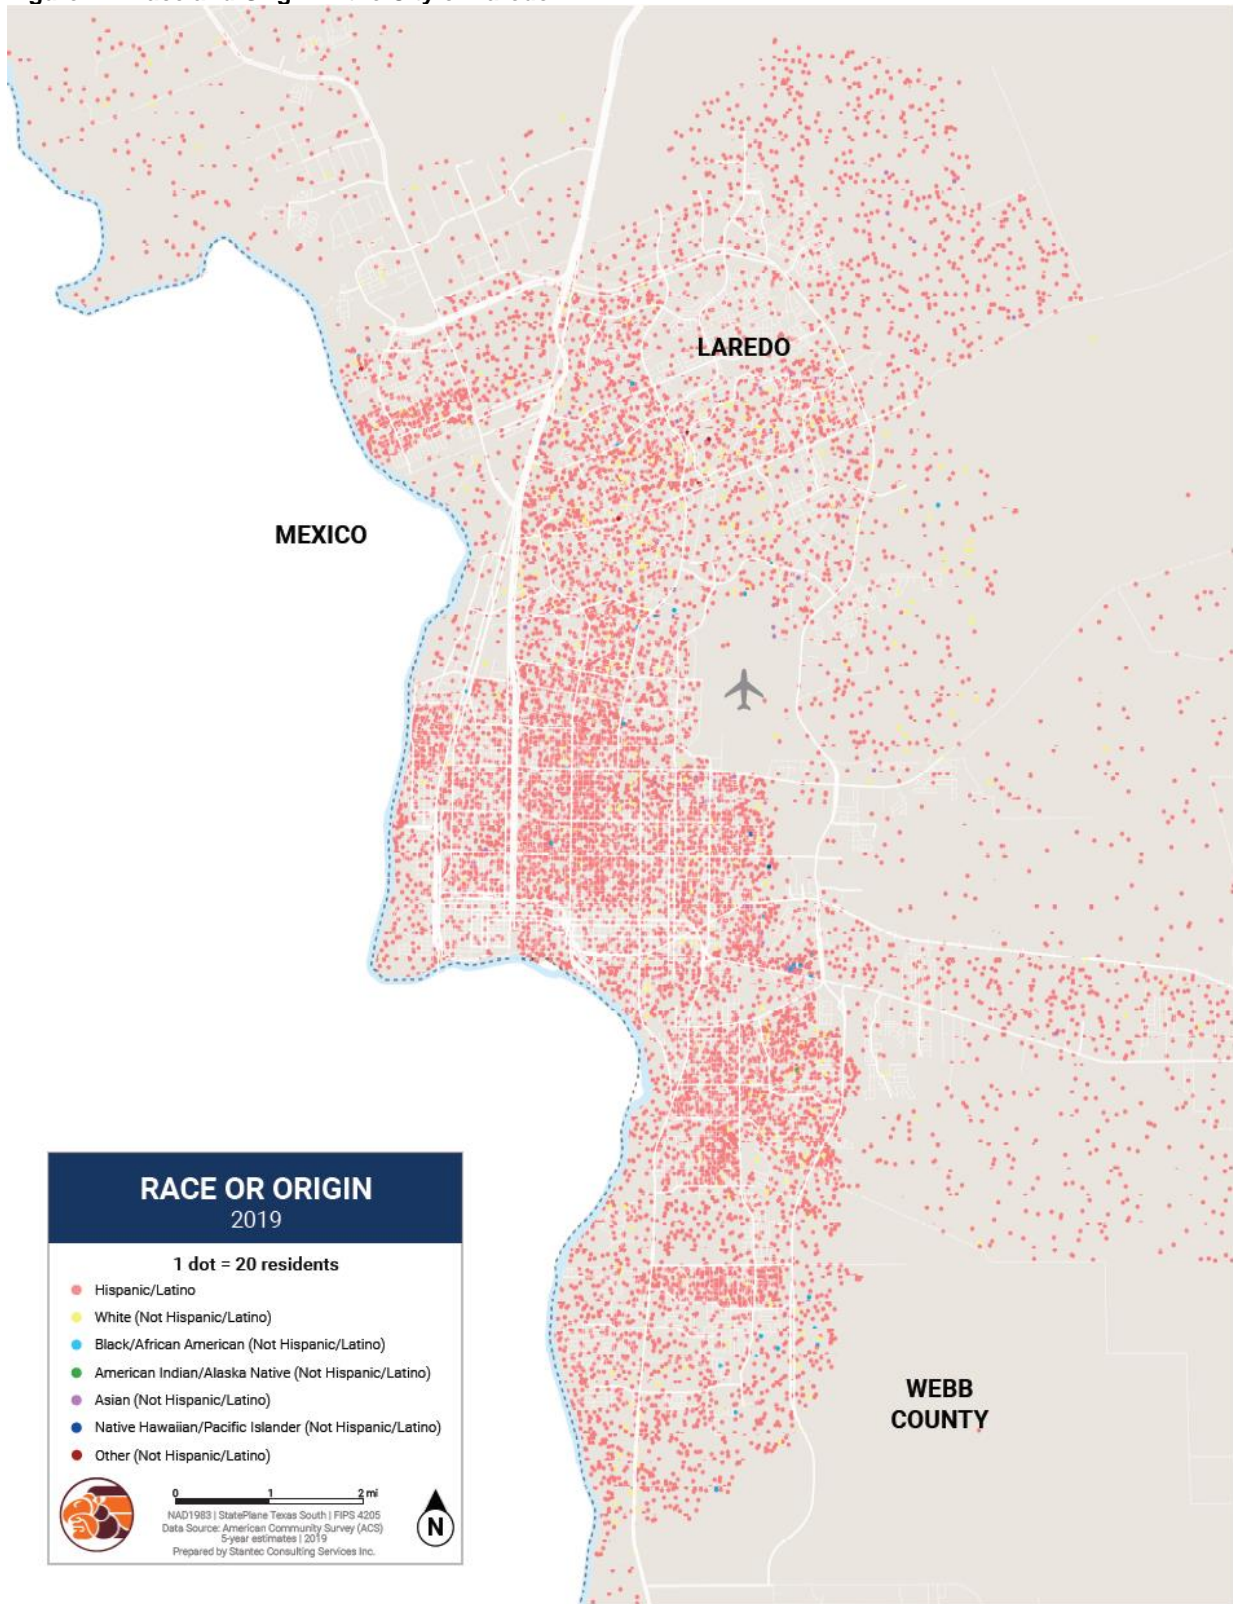 LAREDO
MEXICO
RACE OR ORIGIN
2019
1 dot = 20 residents
Hispanic/Latino
White (Not Hispanic/Latino)
Black/African American (Not Hispanic/Latino)
American Indian/Alaska Native (Not Hispanic/Latino)
Asian (Not Hispanic/Latino)
Native Hawaiian/Pacific Islander (Not Hispanic/Latino)
Other (Not Hispanic/Latino)
0 1 2 mi
NAD1983 | StatePlane Texas South | FIPS 4205
Data Source: American Community Survey (ACS)
5-year estimates | 2019
Prepared by Stantec Consulting Services Inc.
N
WEBB
COUNTY